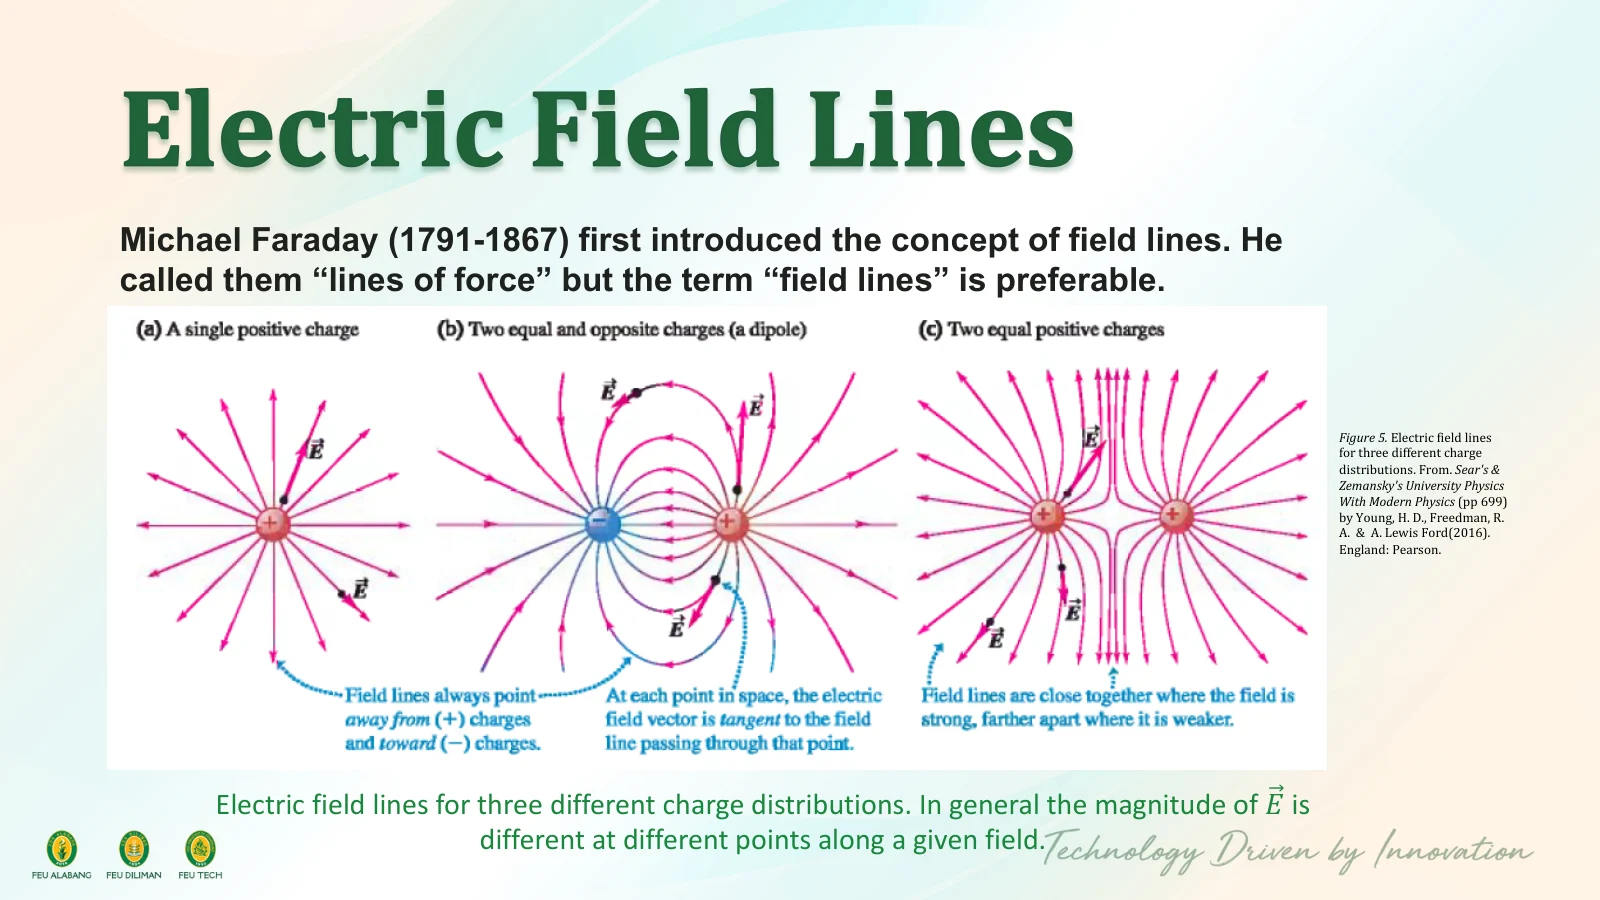 Electric Field Lines
Michael Faraday (1791-1867) first introduced the concept of field lines. He
called them “lines of force” but the term “field lines” is preferable.
(a) A single positive charge
(b) Two equal and opposite charges (a dipole)
(c) Two equal positive charges
E
E
E
E
E
E
E
E
+
−
+
+
+
Field lines always point
away from (+) charges
and toward (−) charges.
At each point in space, the electric
field vector is tangent to the field
line passing through that point.
Field lines are close together where the field is
strong, farther apart where it is weaker.
Figure 5. Electric field lines
for three different charge
distributions. From. Sear's &
Zemansky's University Physics
With Modern Physics (pp 699)
by Young, H. D., Freedman, R.
A. & A. Lewis Ford(2016).
England: Pearson.
Electric field lines for three different charge distributions. In general the magnitude of E⃗ is
different at different points along a given field.
FEU ALABANG
FEU DILIMAN
FEU TECH
Technology Driven by Innovation